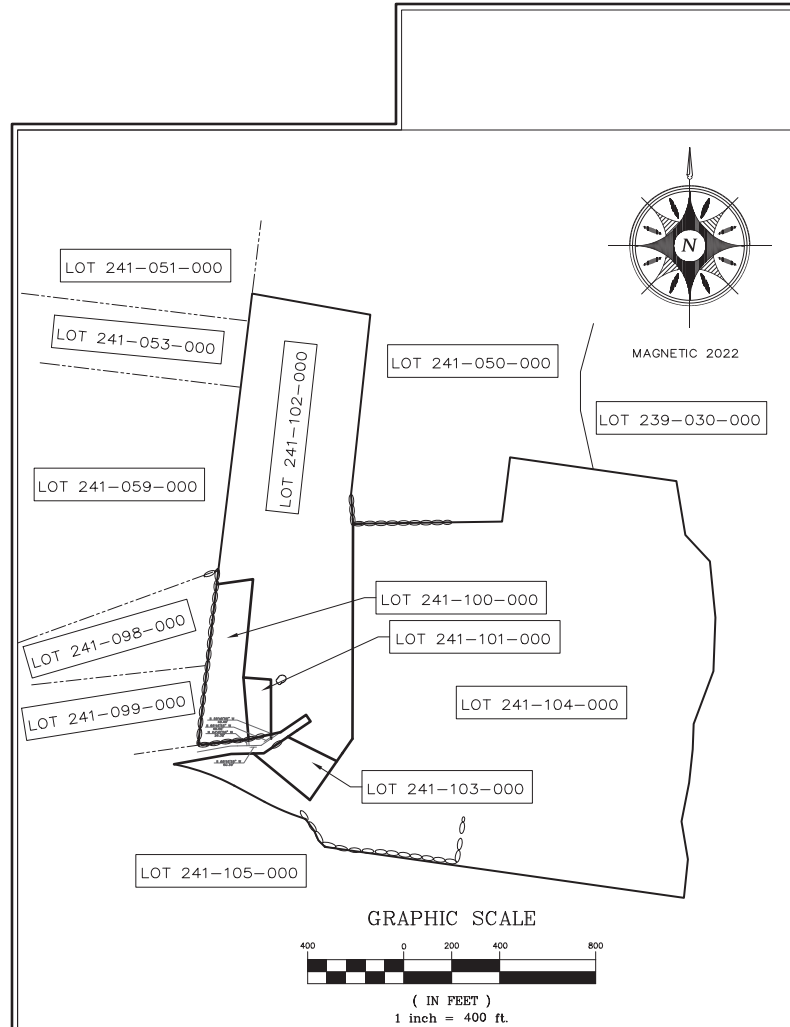 N
MAGNETIC 2022
LOT 241-051-000
LOT 241-053-000
LOT 241-102-000
LOT 241-050-000
LOT 239-030-000
LOT 241-059-000
LOT 241-100-000
LOT 241-098-000
LOT 241-101-000
LOT 241-099-000
LOT 241-104-000
LOT 241-103-000
LOT 241-105-000
GRAPHIC SCALE
400 0 200 400 800
( IN FEET )
1 inch = 400 ft.